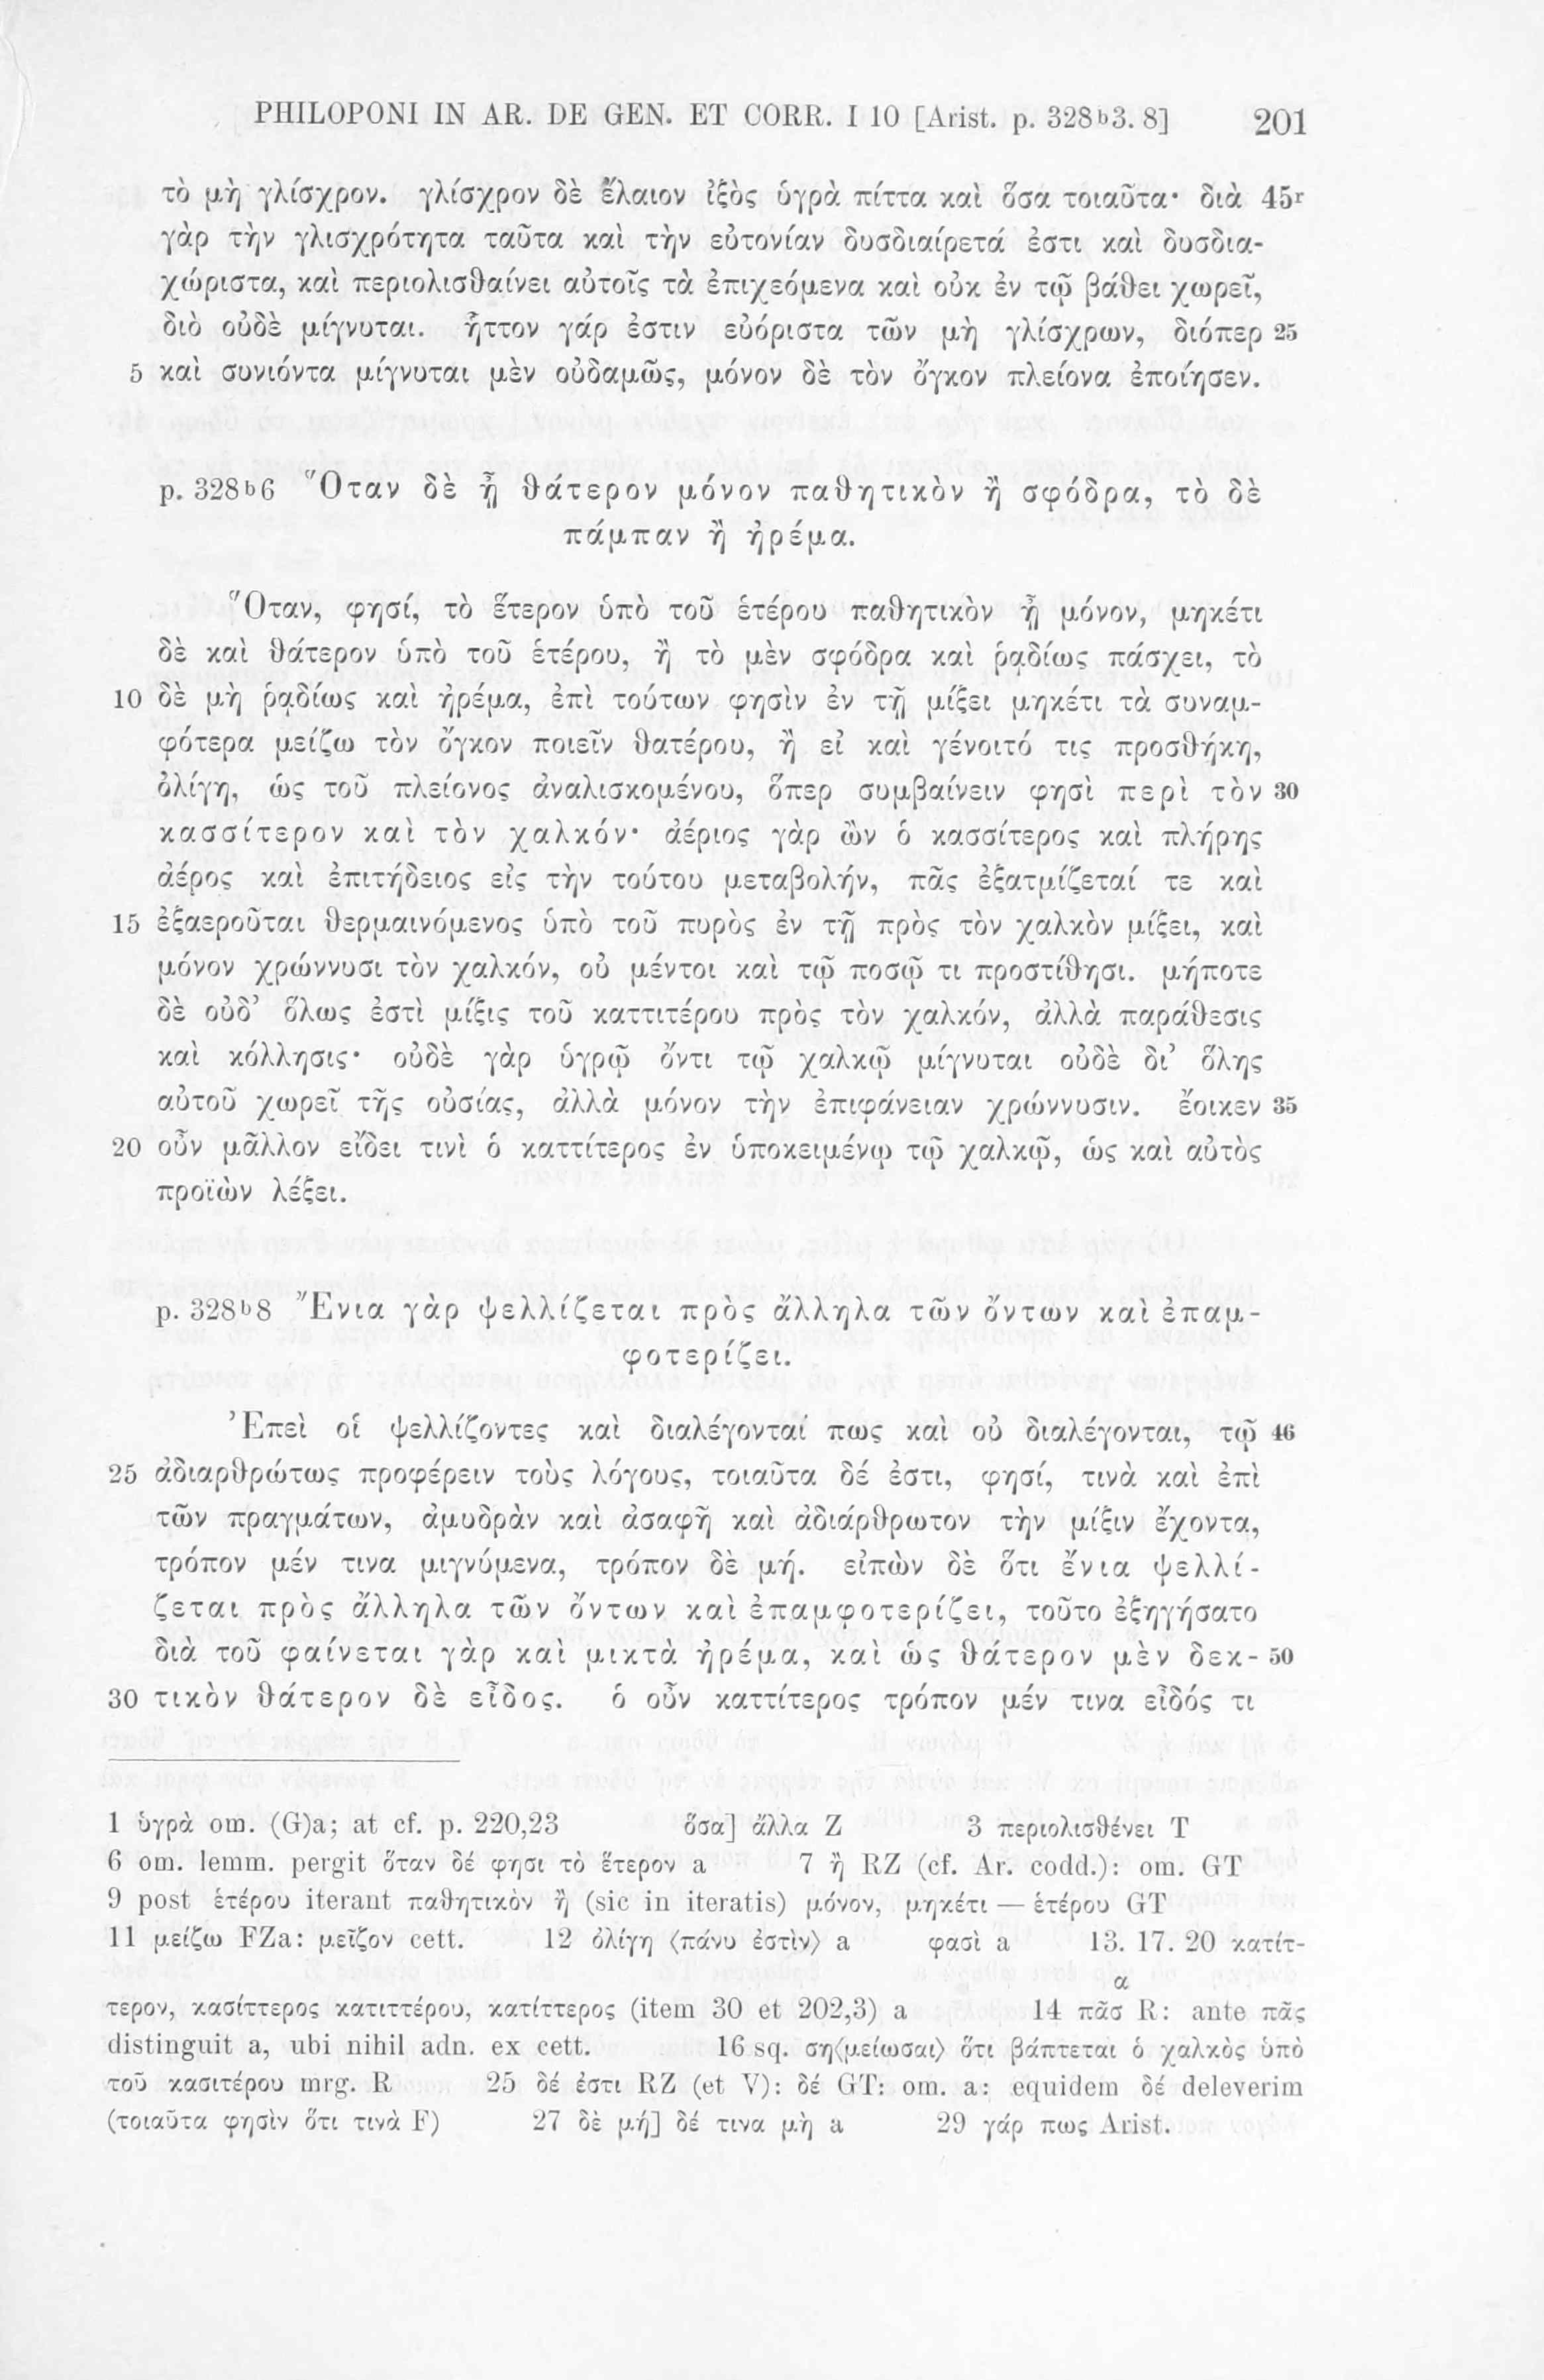 PHILOPONI IN AR. DE GEN. ET CORR. I 10 [Arist. p. 328b3. 8] 201
τὸ μὴ γλίσχρον. γλίσχρον δὲ ἔλαιον ἰξὸς ὑγρὰ πίττα καὶ ὅσα τοιαῦτα· διὰ 45r
γὰρ τὴν γλισχρότητα ταῦτα καὶ τὴν εὐτονίαν δυσδιαίρετά ἐστι καὶ δυσδια-
χώριστα, καὶ περιολισθαίνει αὐτοῖς τὰ ἐπιχεόμενα καὶ οὐκ ἐν τῷ βάθει χωρεῖ,
διὸ οὐδὲ μίγνυται. ἧττον γάρ ἐστιν εὐόριστα τῶν μὴ γλίσχρων, διόπερ 25
5 καὶ συνιόντα μίγνυται μὲν οὐδαμῶς, μόνον δὲ τὸν ὄγκον πλείονα ἐποίησεν.
p. 328b6 Ὅταν δὲ ᾖ θάτερον μόνον παθητικὸν ἢ σφόδρα, τὸ δὲ
πάμπαν ἢ ἠρέμα.
Ὅταν, φησί, τὸ ἕτερον ὑπὸ τοῦ ἑτέρου παθητικὸν ᾖ μόνον, μηκέτι
δὲ καὶ θάτερον ὑπὸ τοῦ ἑτέρου, ἢ τὸ μὲν σφόδρα καὶ ῥᾳδίως πάσχει, τὸ
10 δὲ μὴ ῥᾳδίως καὶ ἠρέμα, ἐπὶ τούτων φησὶν ἐν τῇ μίξει μηκέτι τὰ συναμ-
φότερα μείζω τὸν ὄγκον ποιεῖν θατέρου, ἢ εἰ καὶ γένοιτό τις προσθήκη,
ὀλίγη, ὡς τοῦ πλείονος ἀναλισκομένου, ὅπερ συμβαίνειν φησὶ περὶ τὸν 30
κασσίτερον καὶ τὸν χαλκόν· ἀέριος γὰρ ὢν ὁ κασσίτερος καὶ πλήρης
ἀέρος καὶ ἐπιτήδειος εἰς τὴν τούτου μεταβολήν, πᾶς ἐξατμίζεταί τε καὶ
15 ἐξαεροῦται θερμαινόμενος ὑπὸ τοῦ πυρὸς ἐν τῇ πρὸς τὸν χαλκὸν μίξει, καὶ
μόνον χρώννυσι τὸν χαλκόν, οὐ μέντοι καὶ τῷ ποσῷ τι προστίθησι. μήποτε
δὲ οὐδ’ ὅλως ἐστὶ μίξις τοῦ καττιτέρου πρὸς τὸν χαλκόν, ἀλλὰ παράθεσις
καὶ κόλλησις· οὐδὲ γὰρ ὑγρῷ ὄντι τῷ χαλκῷ μίγνυται οὐδὲ δι’ ὅλης
αὐτοῦ χωρεῖ τῆς οὐσίας, ἀλλὰ μόνον τὴν ἐπιφάνειαν χρώννυσιν. ἔοικεν 35
20 οὖν μᾶλλον εἴδει τινὶ ὁ καττίτερος ἐν ὑποκειμένῳ τῷ χαλκῷ, ὡς καὶ αὐτὸς
προϊὼν λέξει.
p. 328b8 Ἔνια γὰρ ψελλίζεται πρὸς ἄλληλα τῶν ὄντων καὶ ἐπαμ-
φοτερίζει.
Ἐπεὶ οἱ ψελλίζοντες καὶ διαλέγονταί πως καὶ οὐ διαλέγονται, τῷ 46
25 ἀδιαρθρώτως προφέρειν τοὺς λόγους, τοιαῦτα δέ ἐστι, φησί, τινὰ καὶ ἐπὶ
τῶν πραγμάτων, ἀμυδρὰν καὶ ἀσαφῆ καὶ ἀδιάρθρωτον τὴν μίξιν ἔχοντα,
τρόπον μέν τινα μιγνύμενα, τρόπον δὲ μή. εἰπὼν δὲ ὅτι ἔνια ψελλί-
ζεται πρὸς ἄλληλα τῶν ὄντων καὶ ἐπαμφοτερίζει, τοῦτο ἐξηγήσατο
διὰ τοῦ φαίνεται γὰρ καὶ μικτὰ ἠρέμα, καὶ ὡς θάτερον μὲν δεκ- 50
30 τικὸν θάτερον δὲ εἶδος. ὁ οὖν καττίτερος τρόπον μέν τινα εἶδός τι
1 ὑγρὰ om. (G)a; at cf. p. 220,23 ὅσα] ἄλλα Z 3 περιολισθένει T
6 om. lemm. pergit ὅταν δέ φησι τὸ ἕτερον a 7 ἢ RZ (cf. Ar. codd.): om. GT
9 post ἑτέρου iterant παθητικὸν ἢ (sic in iteratis) μόνον, μηκέτι — ἑτέρου GT
11 μείζω FZa: μεῖζον cett. 12 ὀλίγη ⟨πάνυ ἐστὶν⟩ a φασὶ a 13. 17. 20 κατίτ-
α
τερον, κασίττερος κατιττέρου, κατίττερος (item 30 et 202,3) a 14 πᾶσ R: ante πᾶς
distinguit a, ubi nihil adn. ex cett. 16 sq. ση⟨μείωσαι⟩ ὅτι βάπτεται ὁ χαλκὸς ὑπὸ
τοῦ κασιτέρου mrg. R 25 δέ ἐστι RZ (et V): δέ GT: om. a: equidem δέ deleverim
(τοιαῦτα φησὶν ὅτι τινὰ F) 27 δὲ μή] δέ τινα μὴ a 29 γάρ πως Arist.